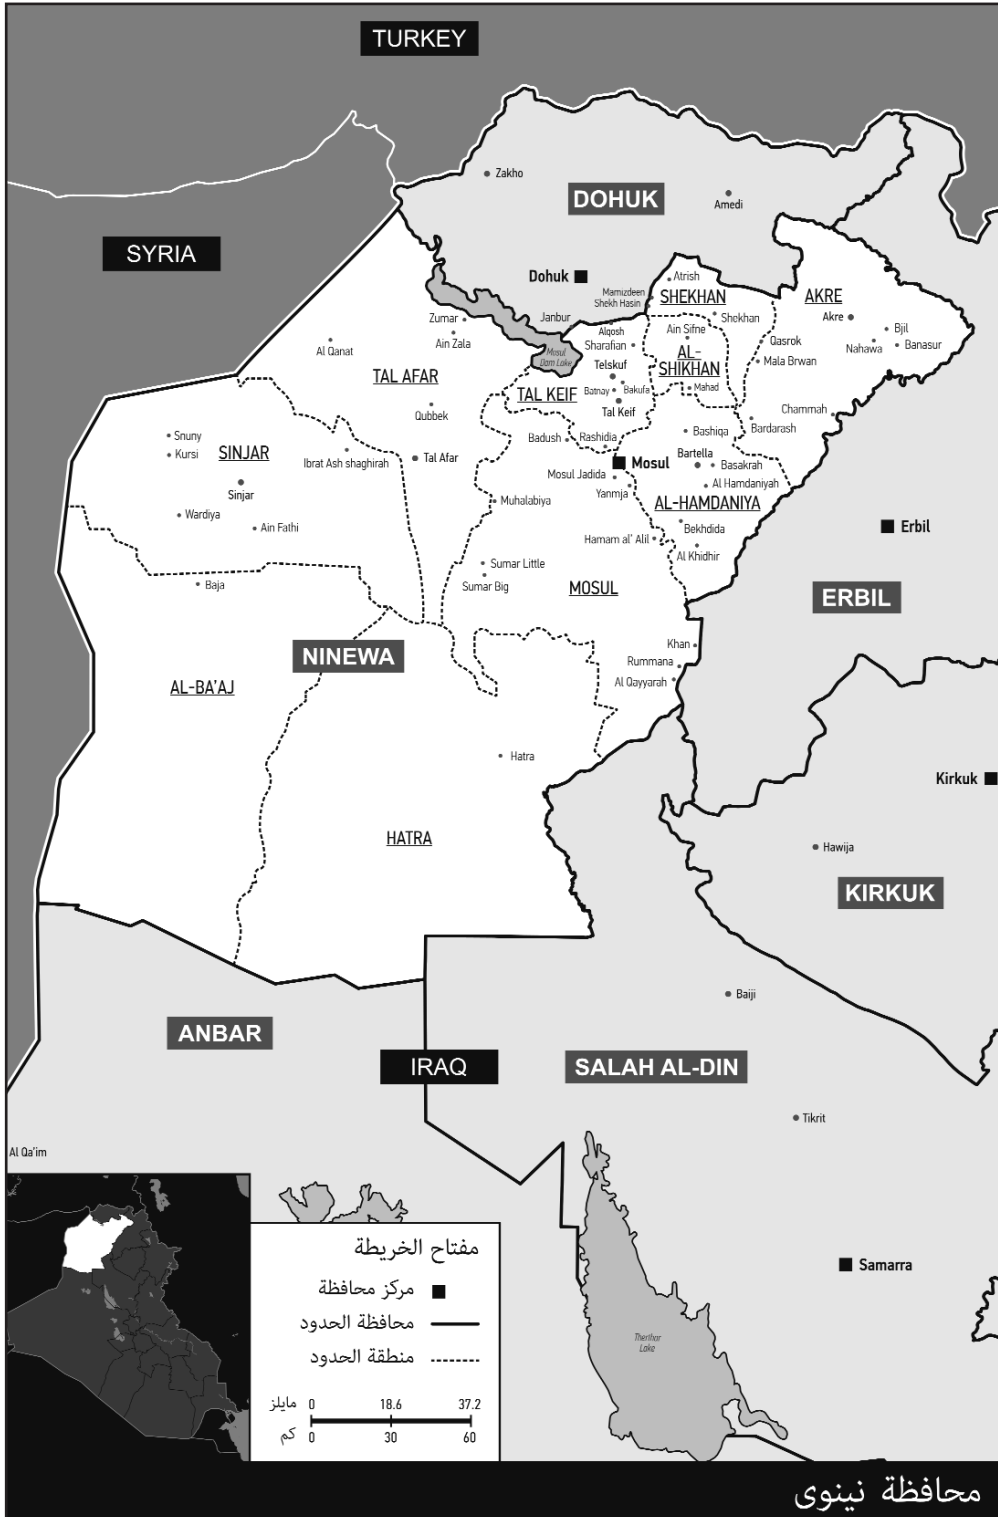 TURKEY
Zakho
DOHUK
Amedi
SYRIA
Dohuk
Atrish
Mamizdeen
Shekh Hasin
SHEKHAN
AKRE
Zumar
Janbur
Alqosh
Shekhan
Akre
Ain Sifne
Bjil
Ain Zala
Sharafian
Qasrok
Nahawa
Banasur
Al Qanat
Mosul
Dam Lake
AL-
SHIKHAN
Mala Brwan
Telskuf
TAL AFAR
TAL KEIF
Batnay
Bakufa
Mahad
Tal Keif
Qubbek
Chammah
Bardarash
Snuny
Badush
Rashidia
Bashiqa
Kursi
SINJAR
Ibrat Ash shaghirah
Tal Afar
Mosul
Bartella
Basakrah
Mosul Jadida
Al Hamdaniyah
Sinjar
Yanmja
Muhalabiya
AL-HAMDANIYA
Wardiya
Ain Fathi
Bekhdida
Erbil
Hamam al' Alil
Al Khidhir
Sumar Little
Baja
Sumar Big
MOSUL
ERBIL
Khan
NINEWA
Rummana
AL-BA'AJ
Al Qayyarah
Hatra
Kirkuk
HATRA
Hawija
KIRKUK
Baiji
ANBAR
IRAQ
SALAH AL-DIN
Tikrit
Al Qa'im
Samarra
Therthar
Lake
مفتاح الخريطة
مركز محافظة
محافظة الحدود
منطقة الحدود
مايلز 0 18.6 37.2
كم 0 30 60
محافظة نينوى